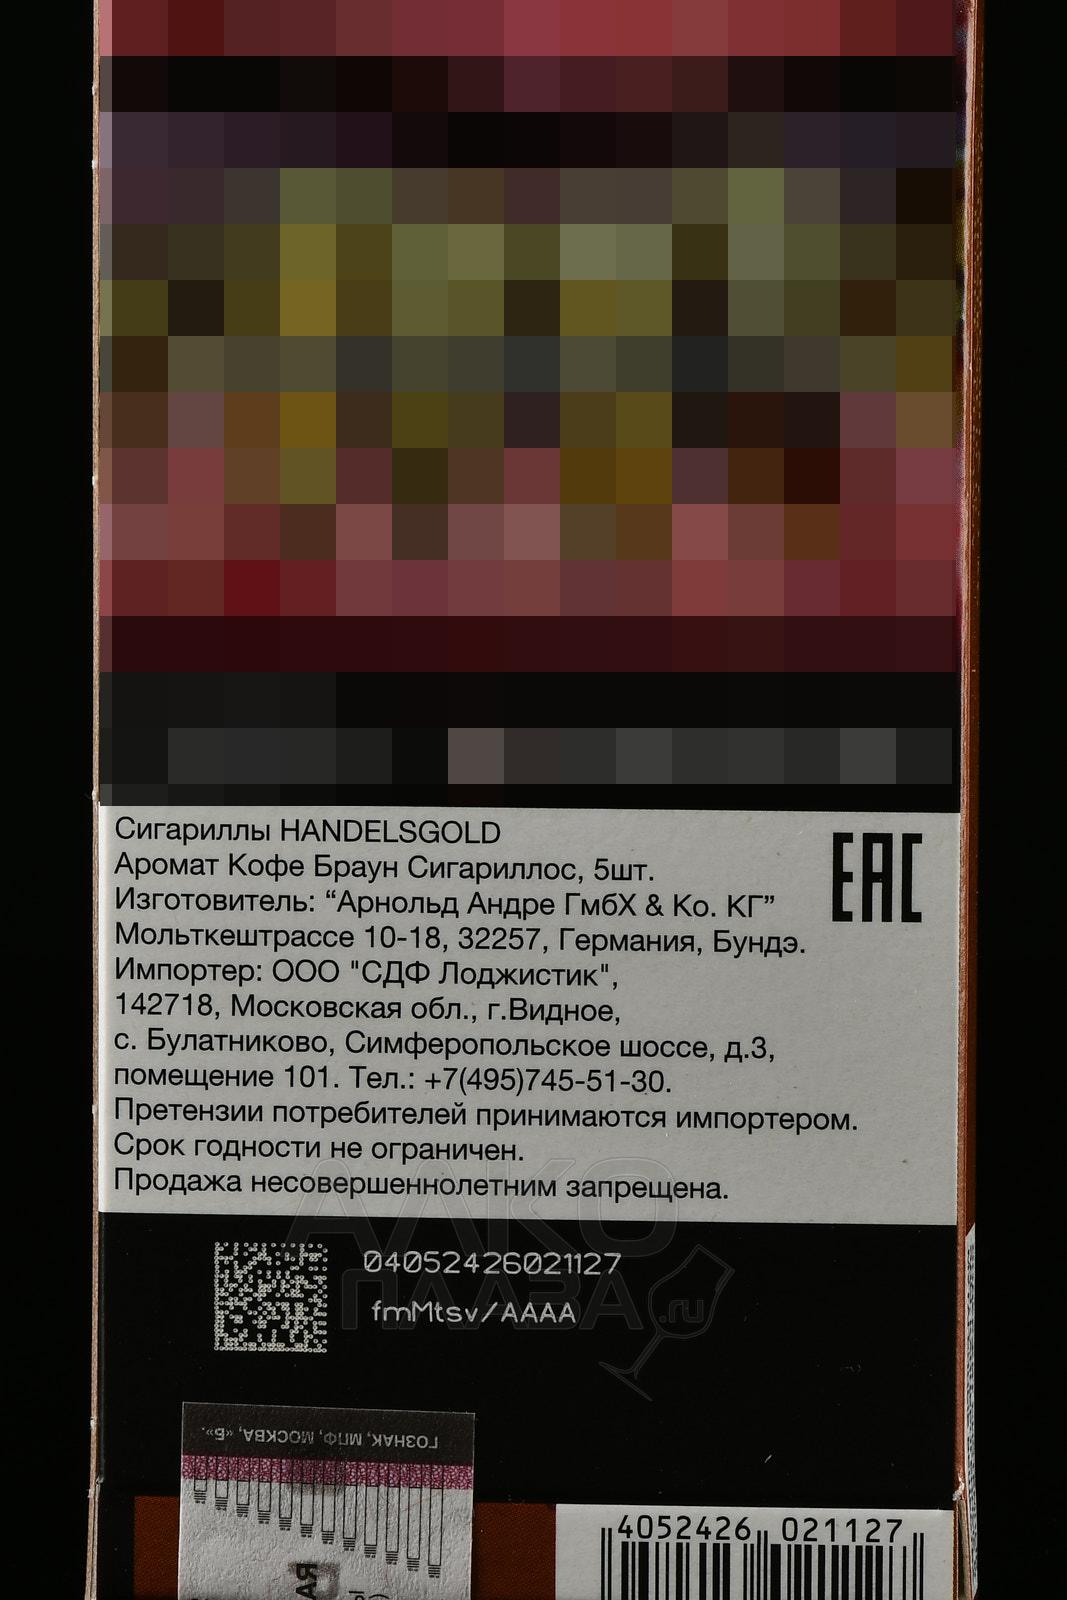 Сигариллы HANDELSGOLD
Аромат Кофе Браун Сигариллос, 5шт.
Изготовитель: “Арнольд Андре ГмбХ & Ко. КГ”
Мольткештрассе 10-18, 32257, Германия, Бундэ.
Импортер: ООО "СДФ Лоджистик",
142718, Московская обл., г.Видное,
с. Булатниково, Симферопольское шоссе, д.3,
помещение 101. Тел.: +7(495)745-51-30.
Претензии потребителей принимаются импортером.
Срок годности не ограничен.
Продажа несовершеннолетним запрещена.
EAC
АЛКО
ПЛАЗА.ru
04052426021127
fmMtsv/AAAA
ГОЗНАК, МПФ, МОСКВА, «Б».
4052426 021127